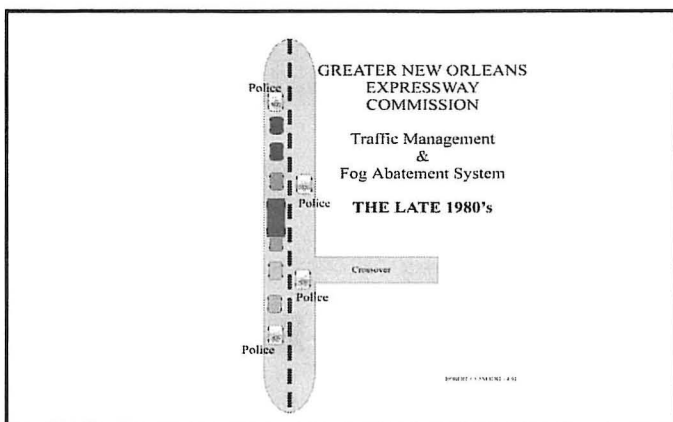 GREATER NEW ORLEANS
EXPRESSWAY
COMMISSION
Traffic Management
&
Fog Abatement System
THE LATE 1980's
Police
Police
Crossover
Police
Police